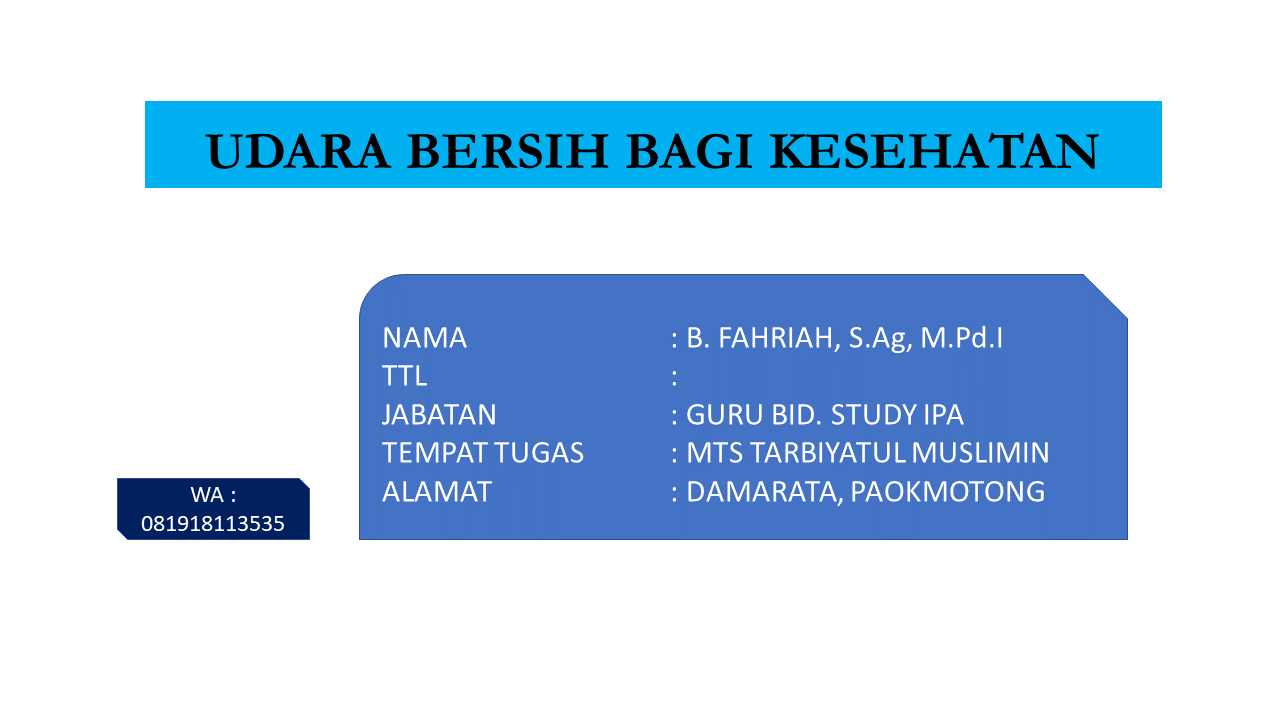 UDARA BERSIH BAGI KESEHATAN
NAMA : B. FAHRIAH, S.Ag, M.Pd.I
TTL :
JABATAN : GURU BID. STUDY IPA
TEMPAT TUGAS : MTS TARBIYATUL MUSLIMIN
ALAMAT : DAMARATA, PAOKMOTONG
WA :
081918113535